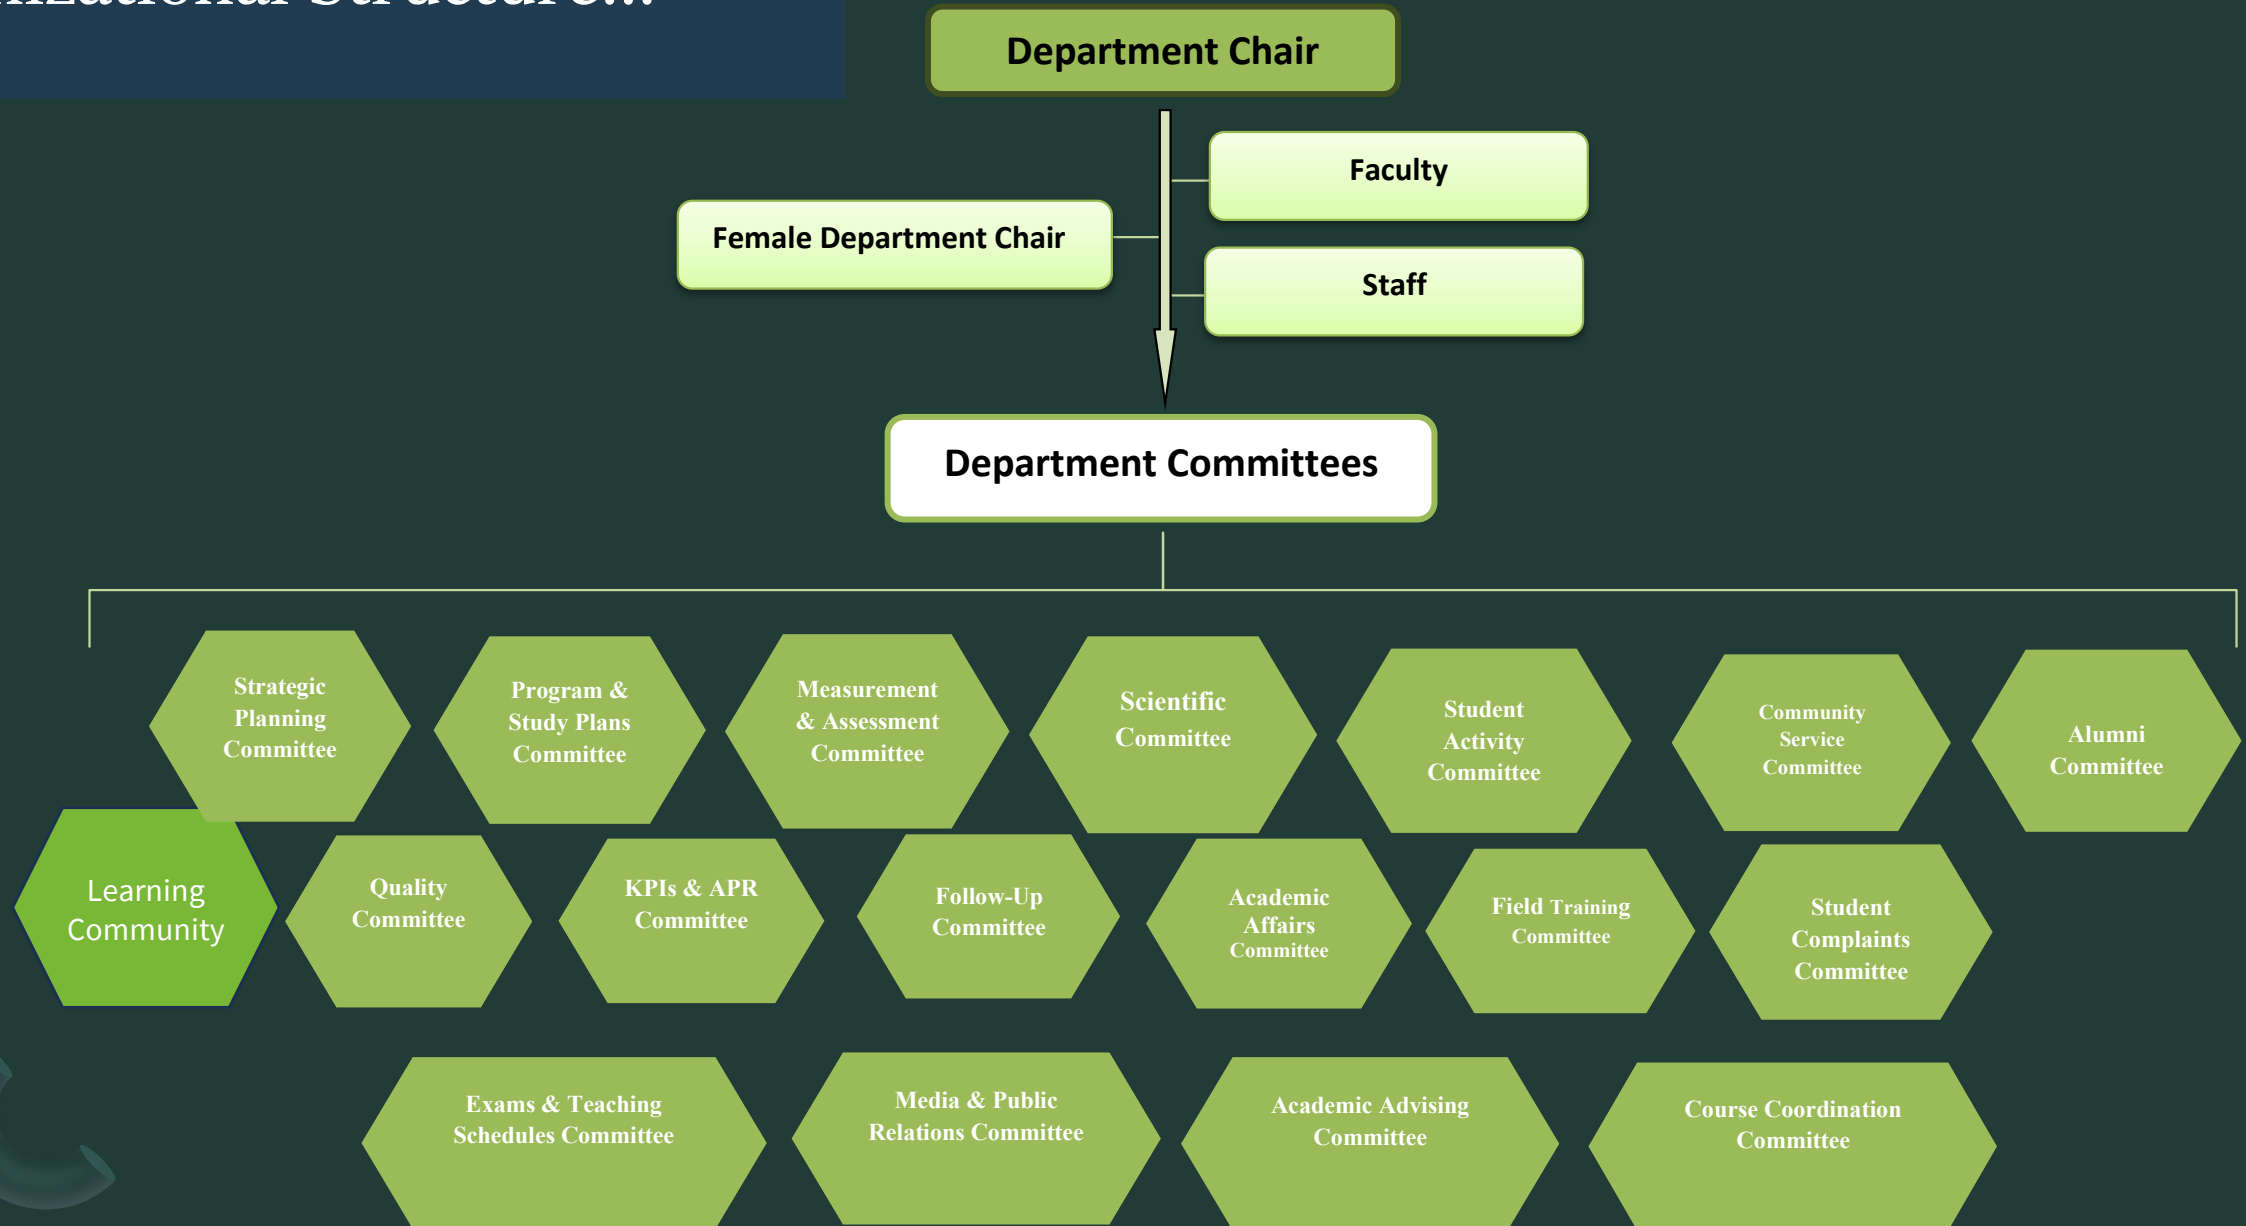 Department Chair
Faculty
Female Department Chair
Staff
Department Committees
Strategic
Planning
Committee
Program &
Study Plans
Committee
Measurement
& Assessment
Committee
Scientific
Committee
Student
Activity
Committee
Community
Service
Committee
Alumni
Committee
Learning
Community
Quality
Committee
KPIs & APR
Committee
Follow-Up
Committee
Academic
Affairs
Committee
Field Training
Committee
Student
Complaints
Committee
Exams & Teaching
Schedules Committee
Media & Public
Relations Committee
Academic Advising
Committee
Course Coordination
Committee